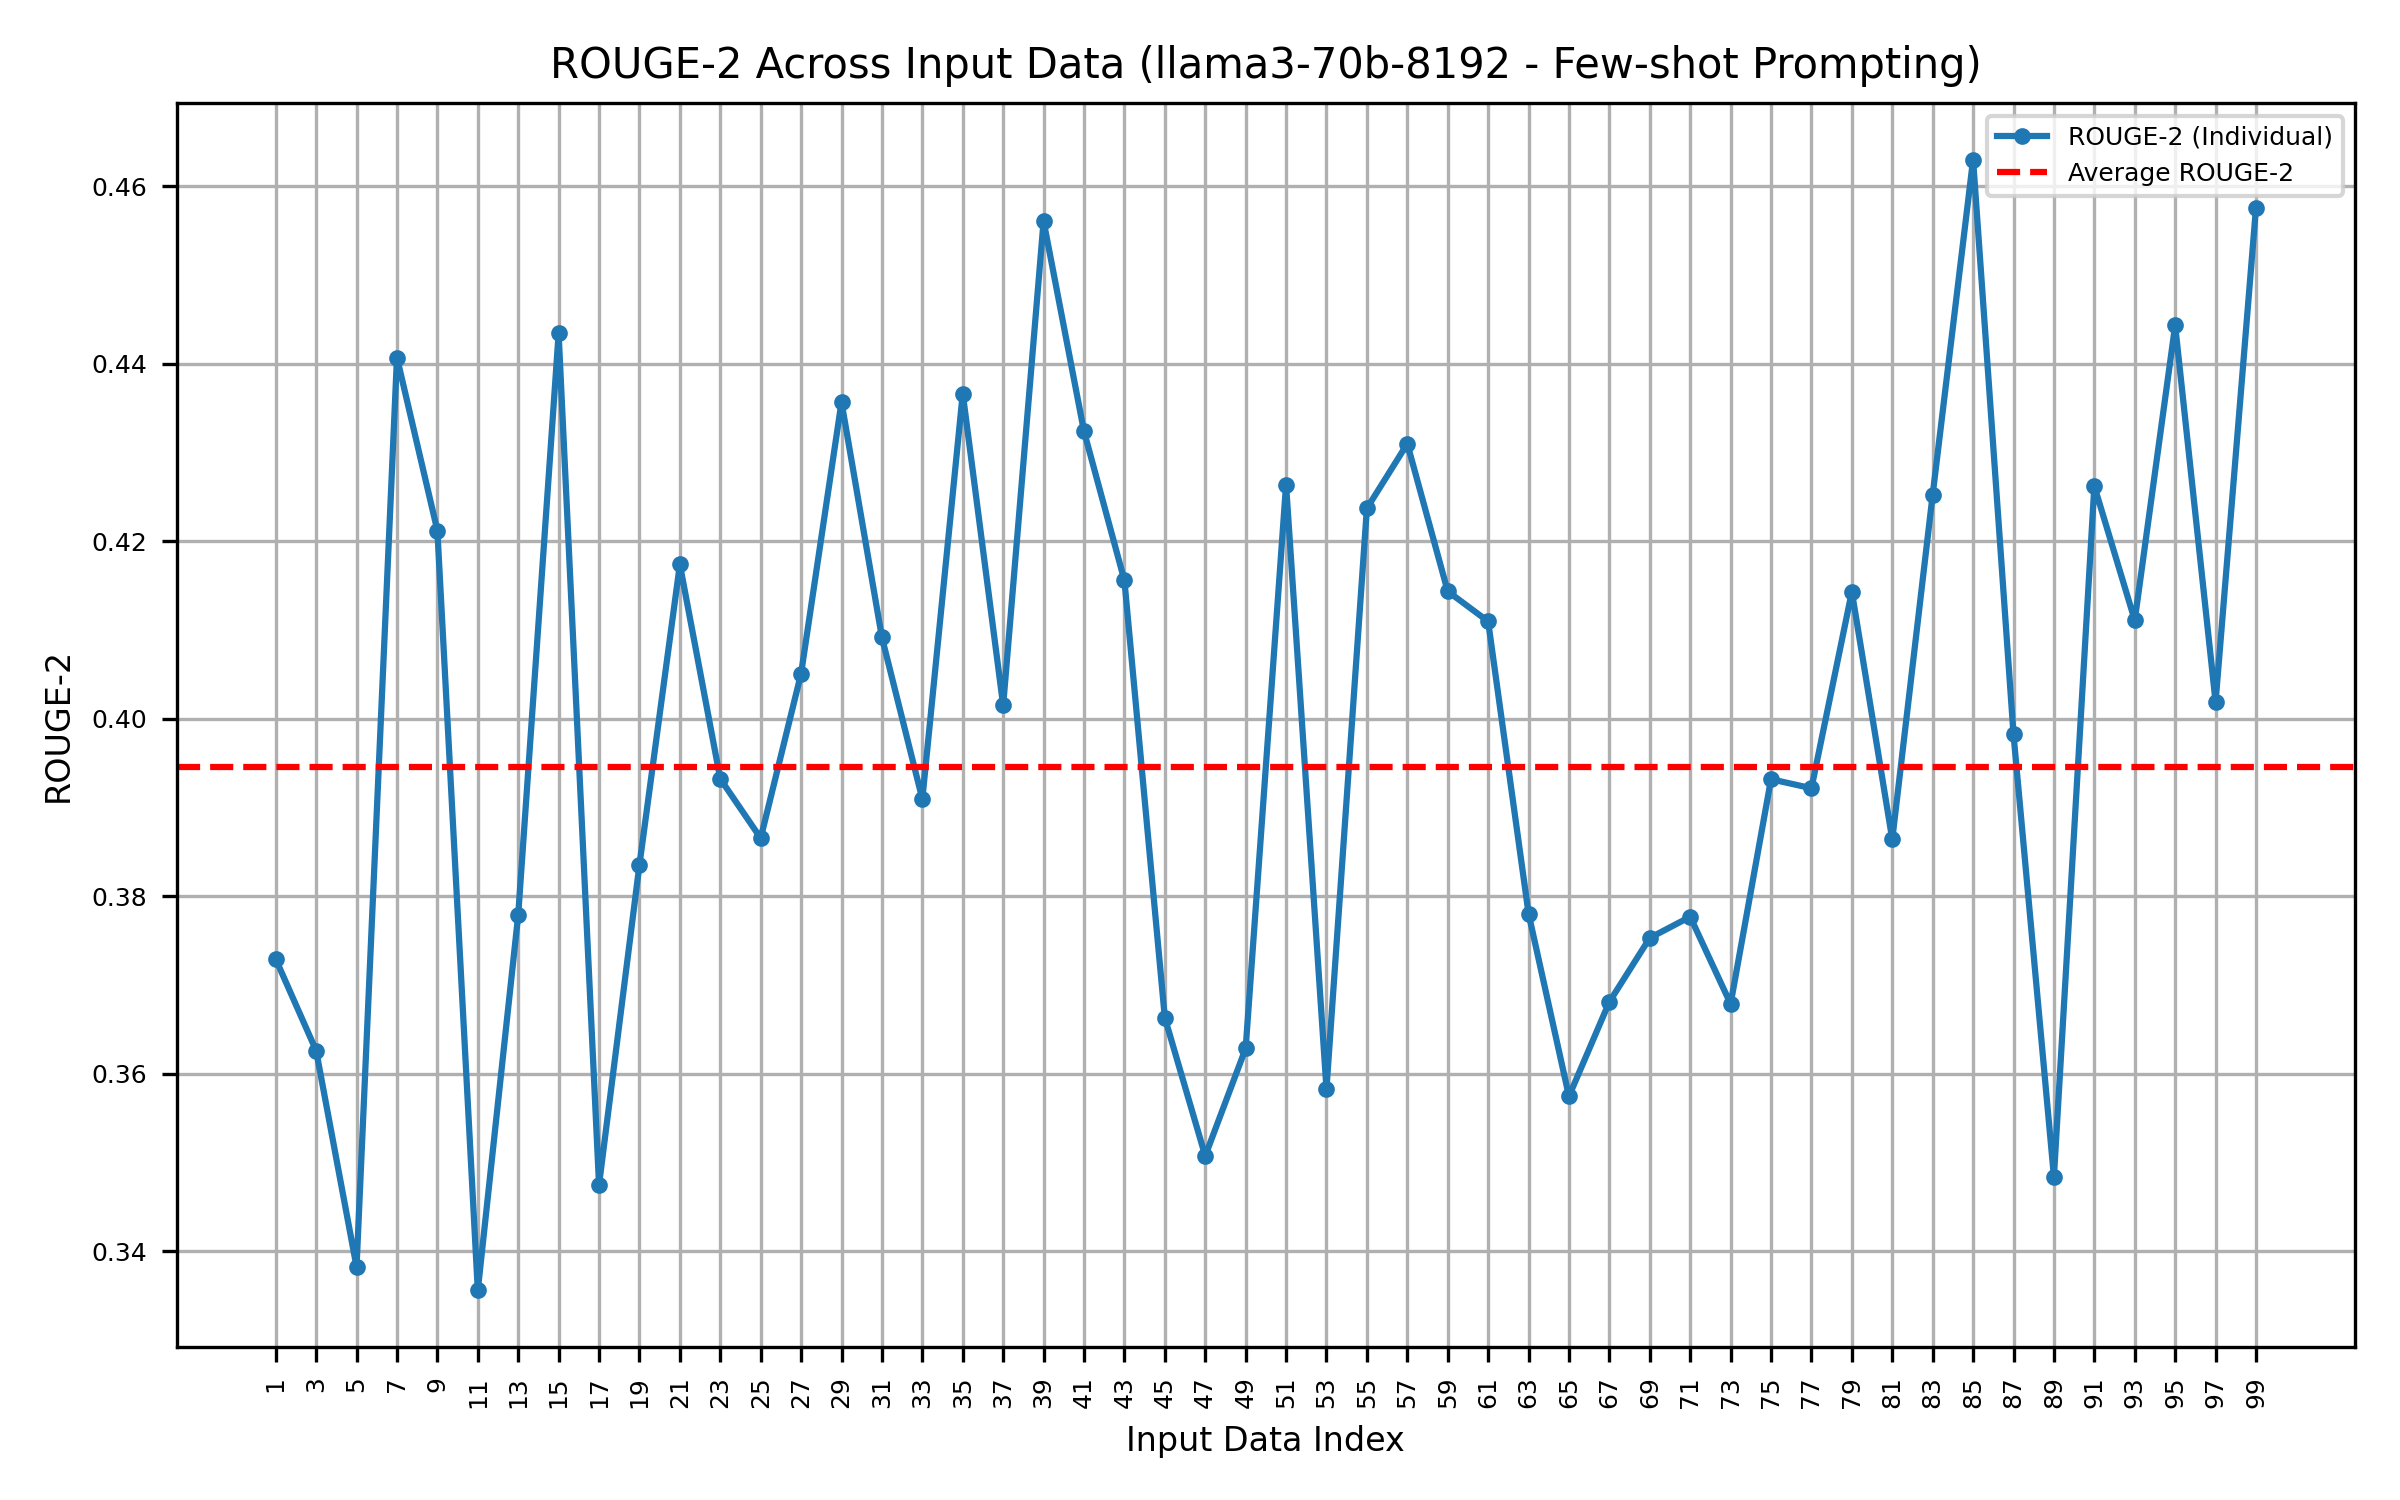 ROUGE-2 Across Input Data (llama3-70b-8192 - Few-shot Prompting)
ROUGE-2 (Individual)
Average ROUGE-2
0.46
0.44
0.42
0.40
0.38
0.36
0.34
ROUGE-2
1 3 5 7 9 11 13 15 17 19 21 23 25 27 29 31 33 35 37 39 41 43 45 47 49 51 53 55 57 59 61 63 65 67 69 71 73 75 77 79 81 83 85 87 89 91 93 95 97 99
Input Data Index